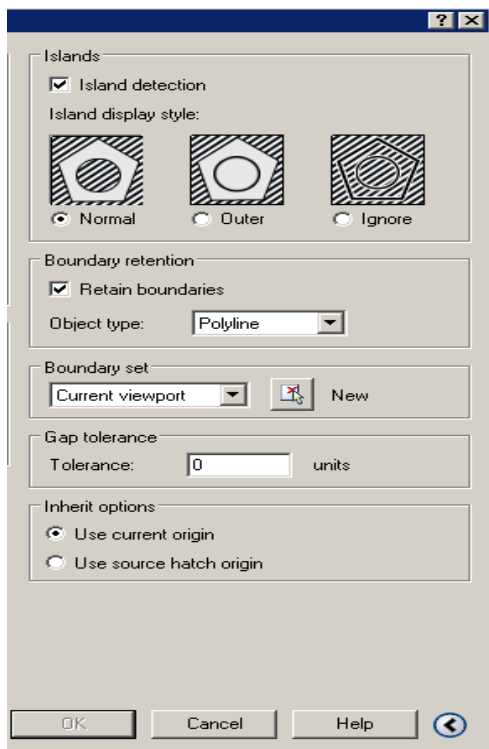 Islands
Island detection
Island display style:
Normal Outer Ignore
Boundary retention
Retain boundaries
Object type: Polyline
Boundary set
Current viewport New
Gap tolerance
Tolerance: 0 units
Inherit options
Use current origin
Use source hatch origin
OK Cancel Help